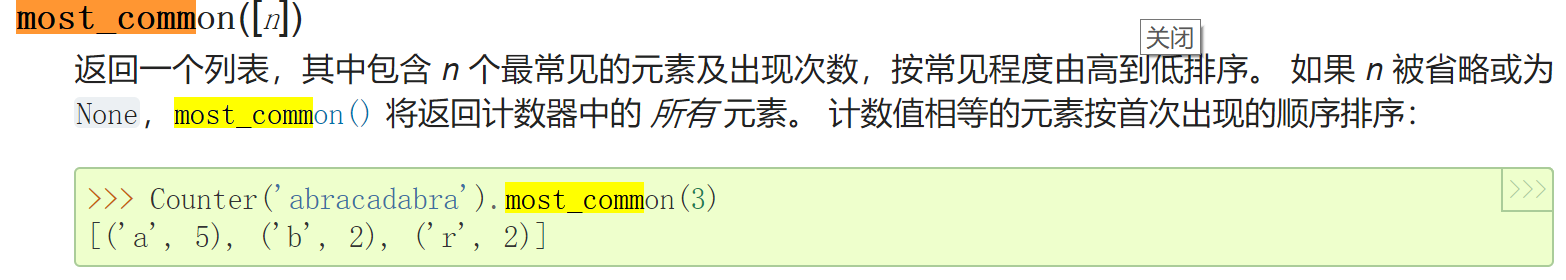 most_common([n])
关闭
返回一个列表，其中包含 n 个最常见的元素及出现次数，按常见程度由高到低排序。 如果 n 被省略或为
None，most_common() 将返回计数器中的 所有 元素。 计数值相等的元素按首次出现的顺序排序：
>>>
>>> Counter('abracadabra').most_common(3)
[('a', 5), ('b', 2), ('r', 2)]